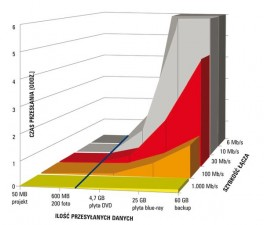 6
5
4
3
2
1
0
CZAS PRZESŁANIA [GODZ.]
6 Mb/s
10 Mb/s
30 Mb/s
100 Mb/s
1.000 Mb/s
SZYBKOŚĆ ŁĄCZA
50 MB
projekt
600 MB
200 foto
4,7 GB
płyta DVD
25 GB
płyta blue-ray
60 GB
backup
ILOŚĆ PRZESYŁANYCH DANYCH